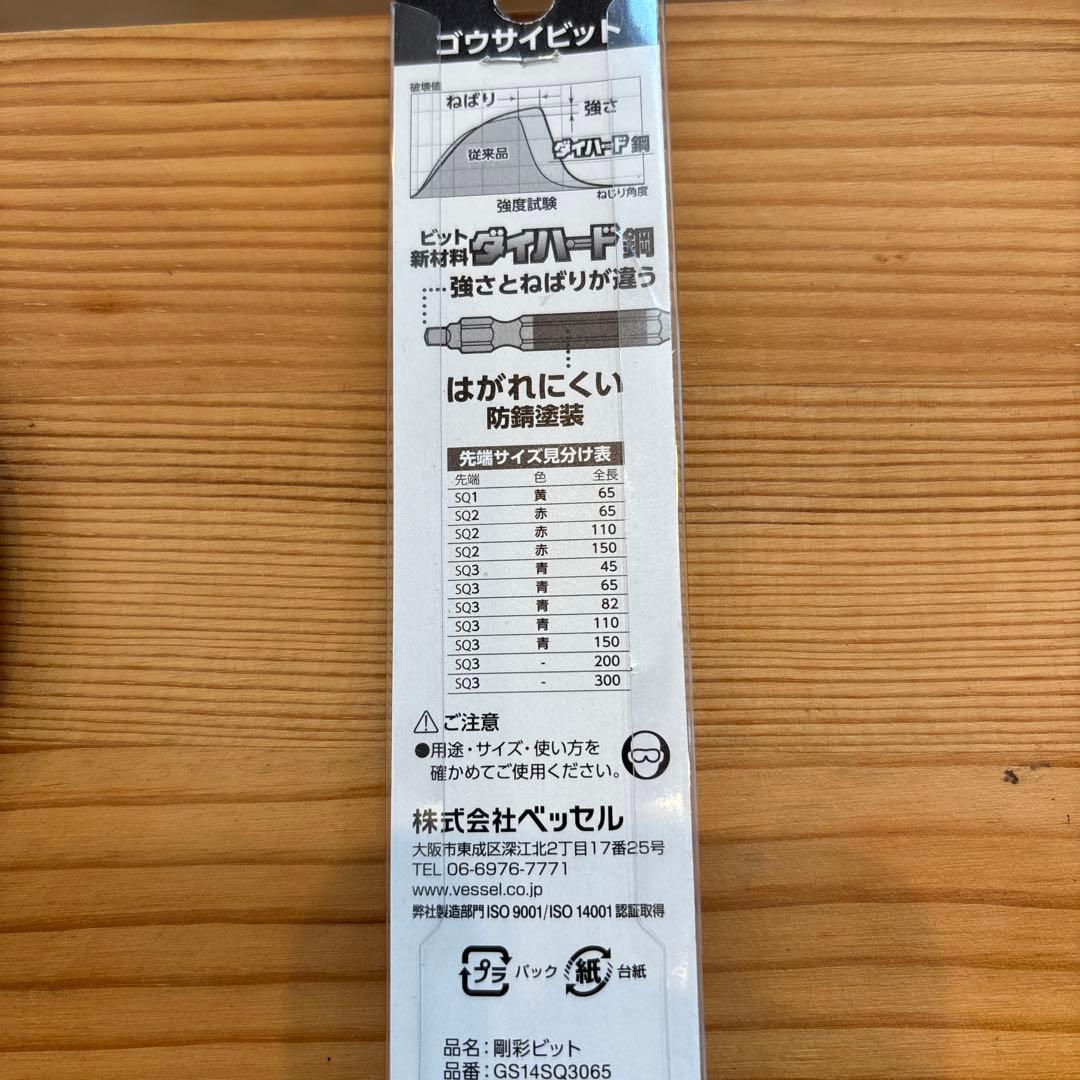 ゴウサイビット
破壊値
ねばり
強さ
従来品
ダイハード鋼
ねじり角度
強度試験
ビット
新材料
ダイハード鋼
強さとねばりが違う
はがれにくい
防錆塗装
先端サイズ見分け表
先端 色 全長
SQ1 黄 65
SQ2 赤 65
SQ2 赤 110
SQ2 赤 150
SQ3 青 45
SQ3 青 65
SQ3 青 82
SQ3 青 110
SQ3 青 150
SQ3 - 200
SQ3 - 300
ご注意
●用途・サイズ・使い方を
確かめてご使用ください。
株式会社ベッセル
大阪市東成区深江北2丁目17番25号
TEL 06-6976-7771
www.vessel.co.jp
弊社製造部門 ISO 9001/ISO 14001 認証取得
プラ パック 紙 台紙
品名：剛彩ビット
品番：GS14SQ3065